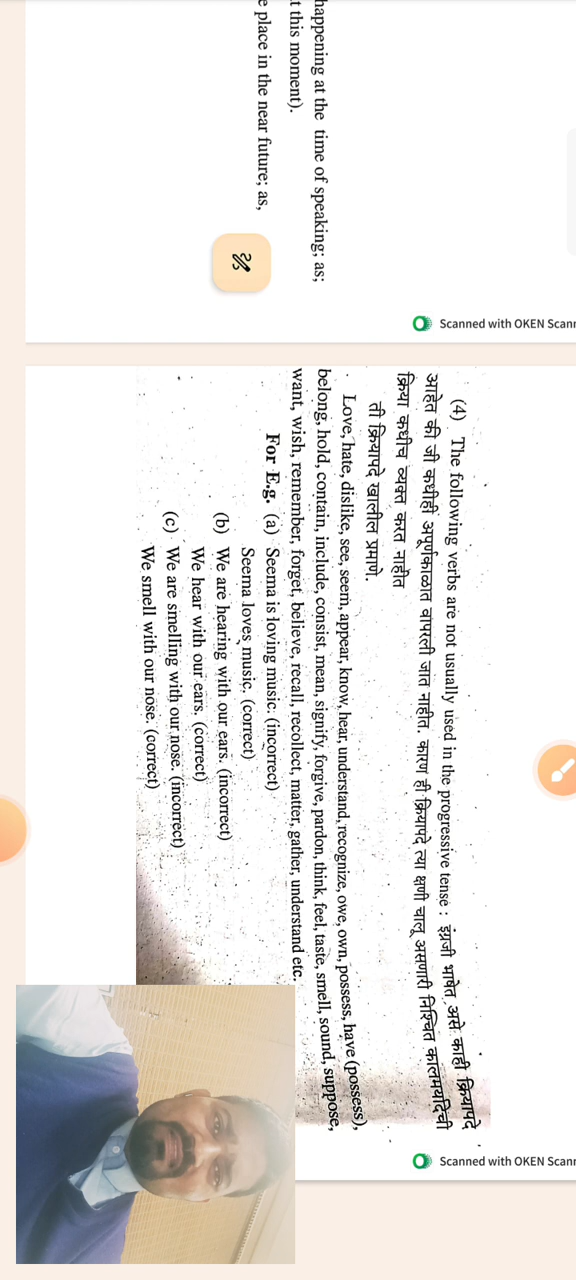 happening at the time of speaking; as;
t this moment).
e place in the near future; as,
Scanned with OKEN Scann
(4) The following verbs are not usually used in the progressive tense : इंग्रजी भाषेत असे काही क्रियापदे
आहेत की जी कधीही अपूर्णकाळात वापरली जात नाहीत. कारण ही क्रियापदे त्या क्षणी चालू असणारी निश्चित कालमर्यादेची
क्रिया कधीच व्यक्त करत नाहीत
ती क्रियापदे खालील प्रमाणे.
Love, hate, dislike, see, seem, appear, know, hear, understand, recognize, owe, own, possess, have (possess),
belong, hold, contain, include, consist, mean, signify, forgive, pardon, think, feel, taste, smell, sound, suppose,
want, wish, remember, forget, believe, recall, recollect, matter, gather, understand etc.
For E.g. (a) Seema is loving music. (incorrect)
Seema loves music. (correct)
(b) We are hearing with our ears. (incorrect)
We hear with our ears. (correct)
(c) We are smelling with our nose. (incorrect)
We smell with our nose. (correct)
Scanned with OKEN Scann